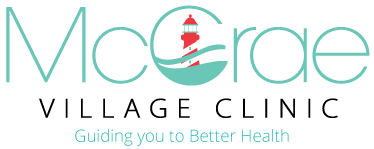 McCrae
VILLAGE CLINIC
Guiding you to Better Health